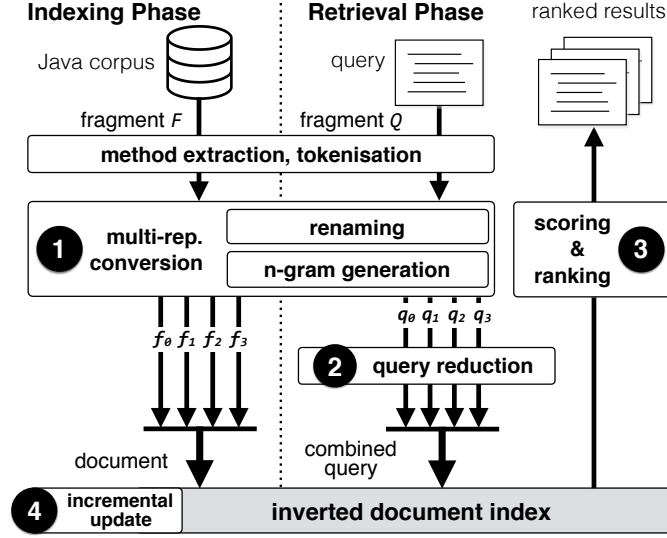 Indexing Phase
Retrieval Phase
ranked results
Java corpus
query
fragment F
fragment Q
method extraction, tokenisation
1
multi-rep.
conversion
renaming
n-gram generation
scoring
&
ranking
3
f0 f1 f2 f3
q0 q1 q2 q3
2
query reduction
document
combined
query
4
incremental
update
inverted document index